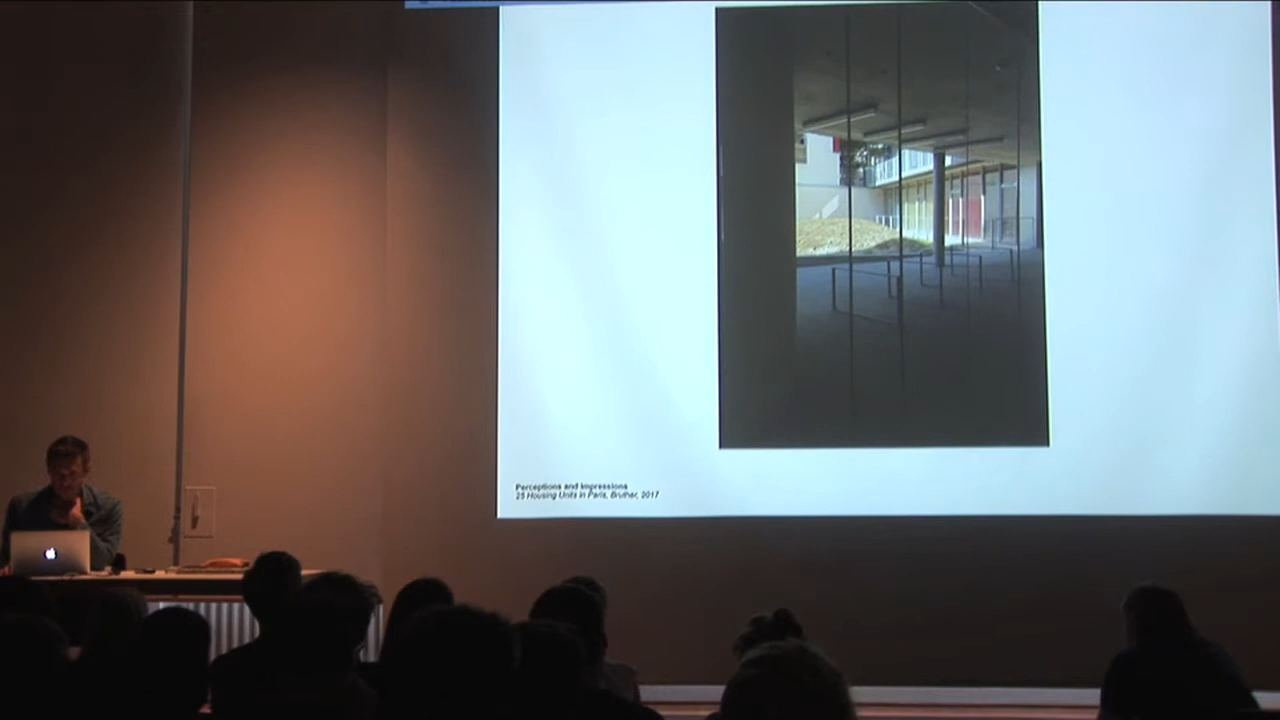 Perceptions and Impressions
25 Housing Units in Paris, Bruther, 2017